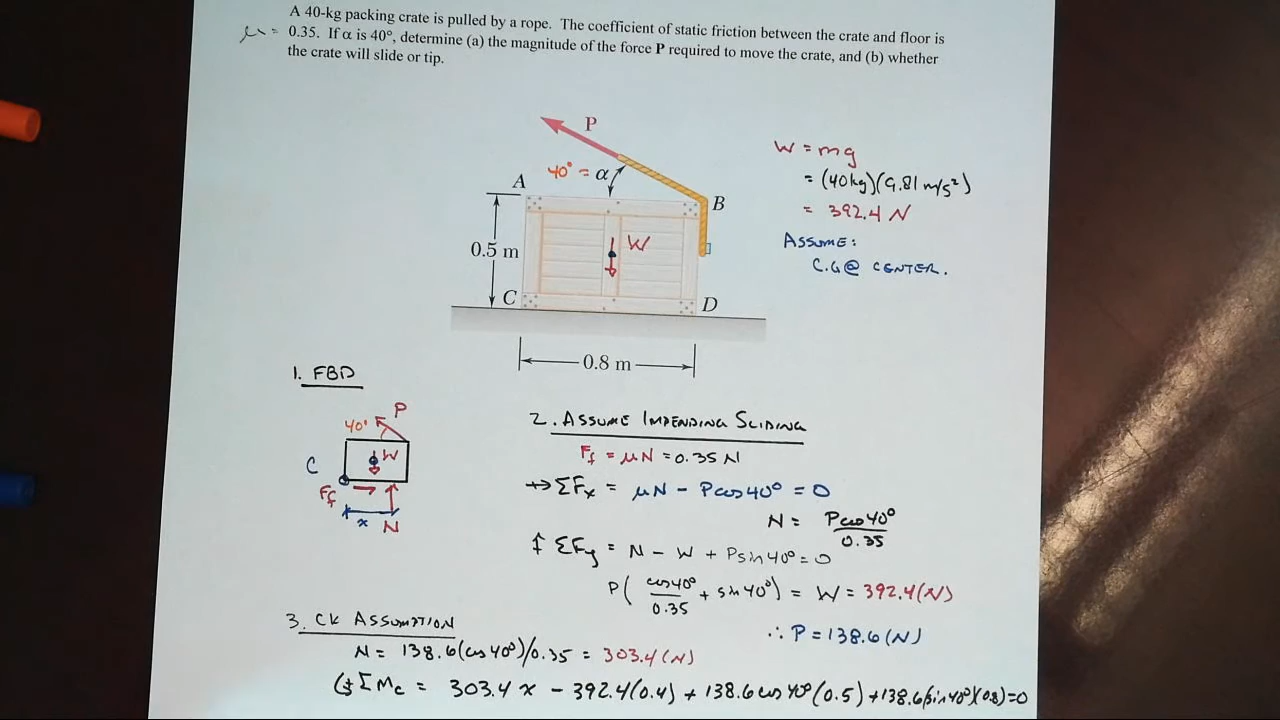 A 40-kg packing crate is pulled by a rope. The coefficient of static friction between the crate and floor is
μ = 0.35. If α is 40°, determine (a) the magnitude of the force P required to move the crate, and (b) whether
the crate will slide or tip.
P
40° = α
A
B
0.5 m
W
C
D
0.8 m
W = mg
= (40kg)(9.81 m/s²)
= 392.4 N
ASSUME:
C.G @ CENTER.
1. FBD
P
40°
W
C
Ff
x
N
2. ASSUME IMPENDING SLIDING
Ff = μN = 0.35 N
→+ ΣFx = μN - Pcos40° = 0
N = Pcos40° / 0.35
↑ ΣFy = N - W + Psin40° = 0
P( cos40° / 0.35 + sin40°) = W = 392.4(N)
∴ P = 138.6(N)
3. CK ASSUMPTION
N = 138.6(cos40°)/0.35 = 303.4(N)
(+ ΣMc = 303.4 x - 392.4(0.4) + 138.6cos40°(0.5) + 138.6(sin40°)(0.8) = 0